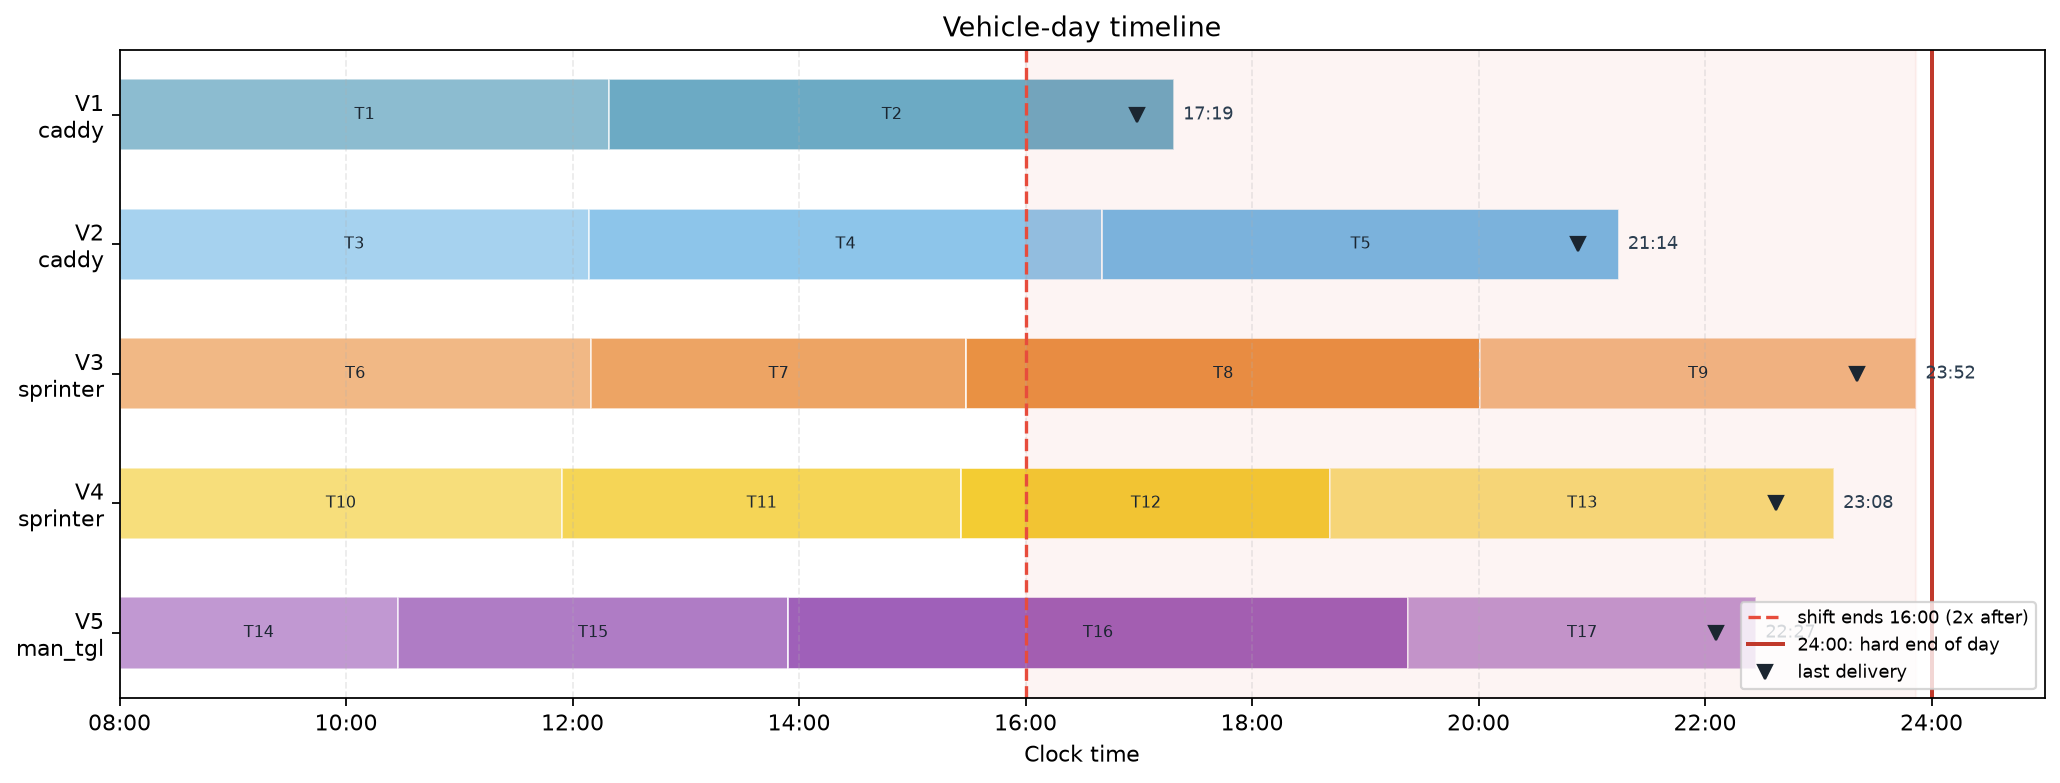 Vehicle-day timeline
V1
caddy
T1
T2
17:19
V2
caddy
T3
T4
T5
21:14
V3
sprinter
T6
T7
T8
T9
23:52
V4
sprinter
T10
T11
T12
T13
23:08
V5
man_tgl
T14
T15
T16
T17
22:27
shift ends 16:00 (2x after)
24:00: hard end of day
last delivery
08:00
10:00
12:00
14:00
16:00
18:00
20:00
22:00
24:00
Clock time